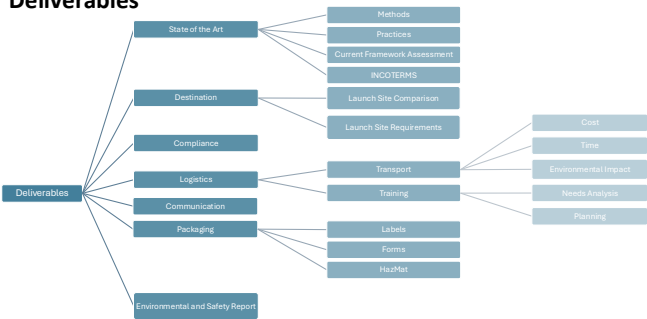 Deliverables
Methods
State of the Art
Practices
Current Framework Assessment
INCOTERMS
Destination
Launch Site Comparison
Launch Site Requirements
Cost
Compliance
Time
Transport
Environmental Impact
Logistics
Deliverables
Training
Needs Analysis
Communication
Planning
Packaging
Labels
Forms
HazMat
Environmental and Safety Report